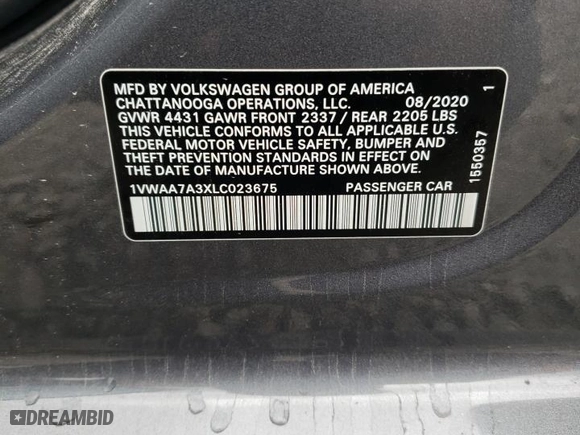 MFD BY VOLKSWAGEN GROUP OF AMERICA
CHATTANOOGA OPERATIONS, LLC. 08/2020 1
GVWR 4431 GAWR FRONT 2337 / REAR 2205 LBS
THIS VEHICLE CONFORMS TO ALL APPLICABLE U.S.
FEDERAL MOTOR VEHICLE SAFETY, BUMPER AND
THEFT PREVENTION STANDARDS IN EFFECT ON THE
DATE OF MANUFACTURE SHOWN ABOVE.
1VWAA7A3XLC023675 PASSENGER CAR
1550357
DREAMBID